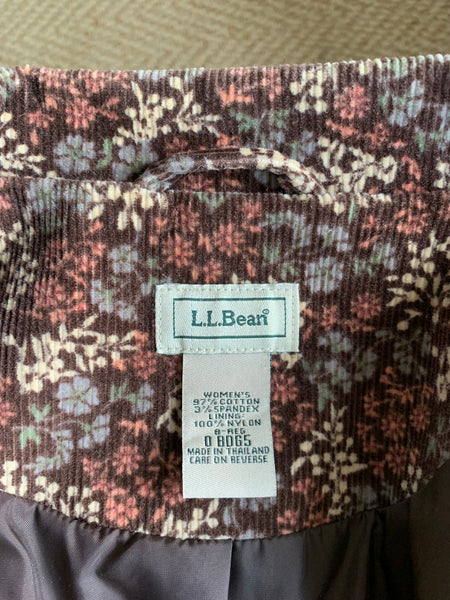 L.L.Bean®
WOMEN'S
97% COTTON
3% SPANDEX
LINING:
100% NYLON
8-REG
0 BDG5
MADE IN THAILAND
CARE ON REVERSE